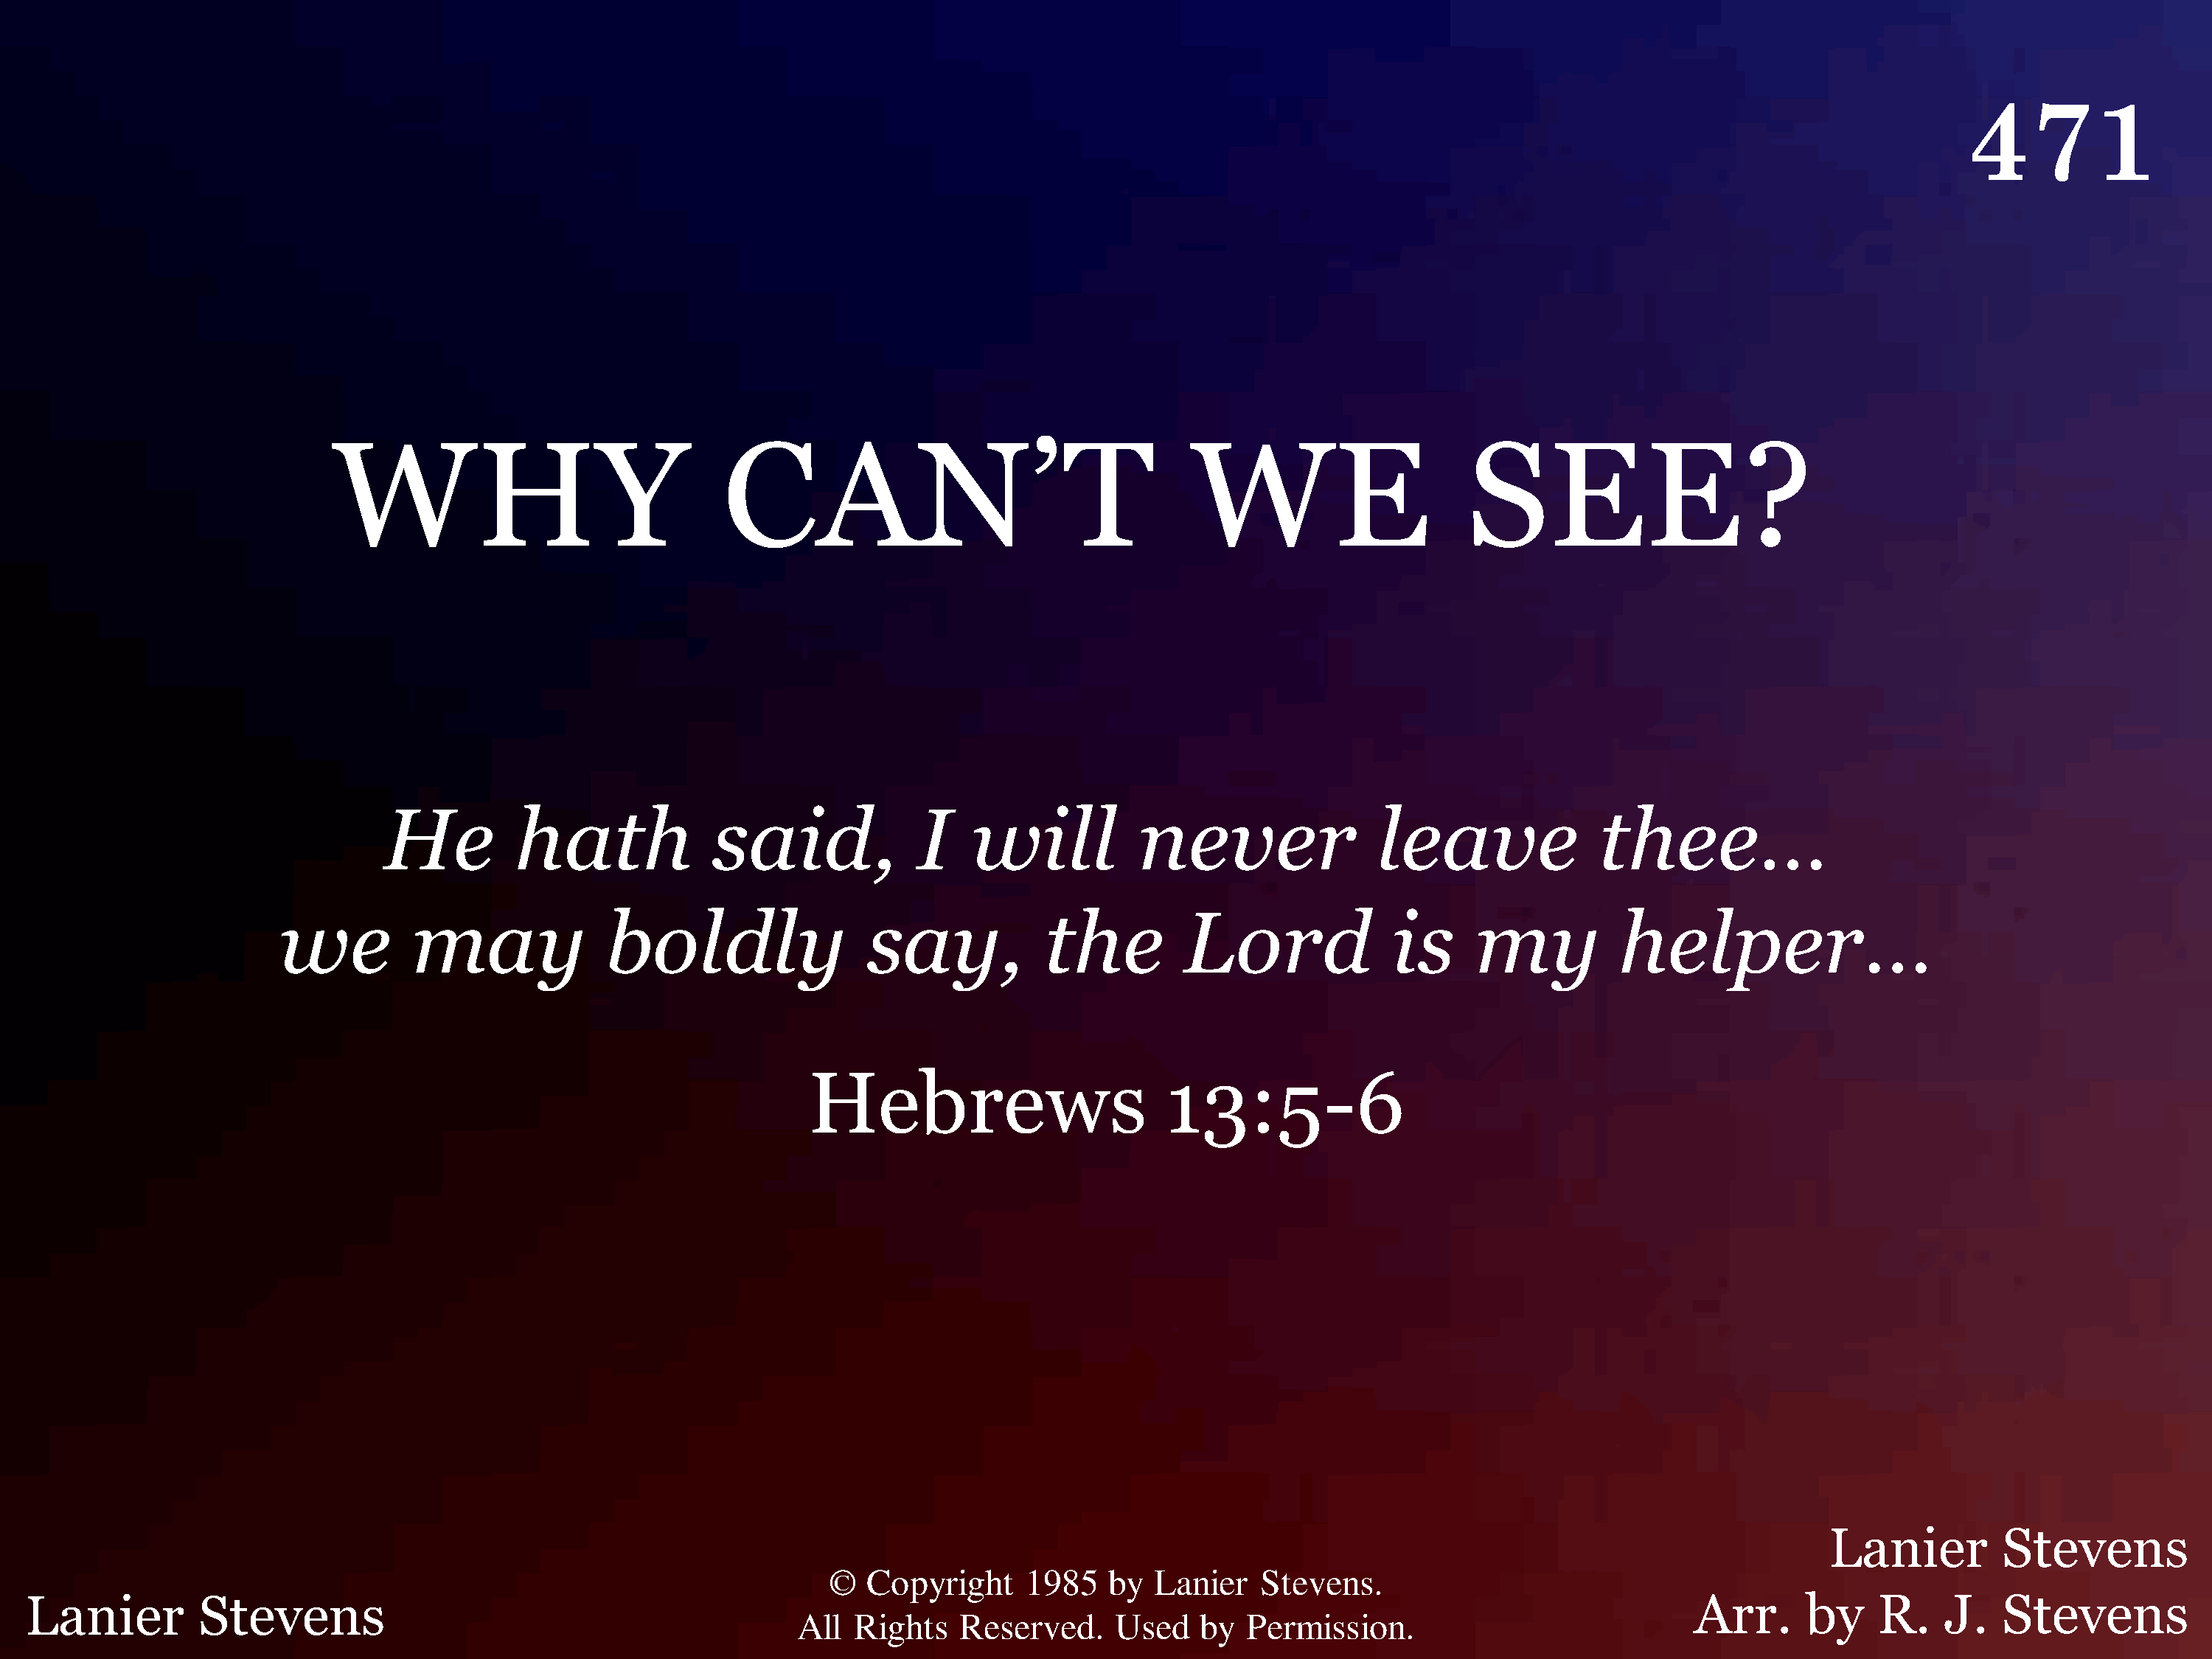 471
WHY CAN’T WE SEE?
He hath said, I will never leave thee...
we may boldly say, the Lord is my helper...
Hebrews 13:5-6
Lanier Stevens
© Copyright 1985 by Lanier Stevens.
All Rights Reserved. Used by Permission.
Lanier Stevens
Arr. by R. J. Stevens